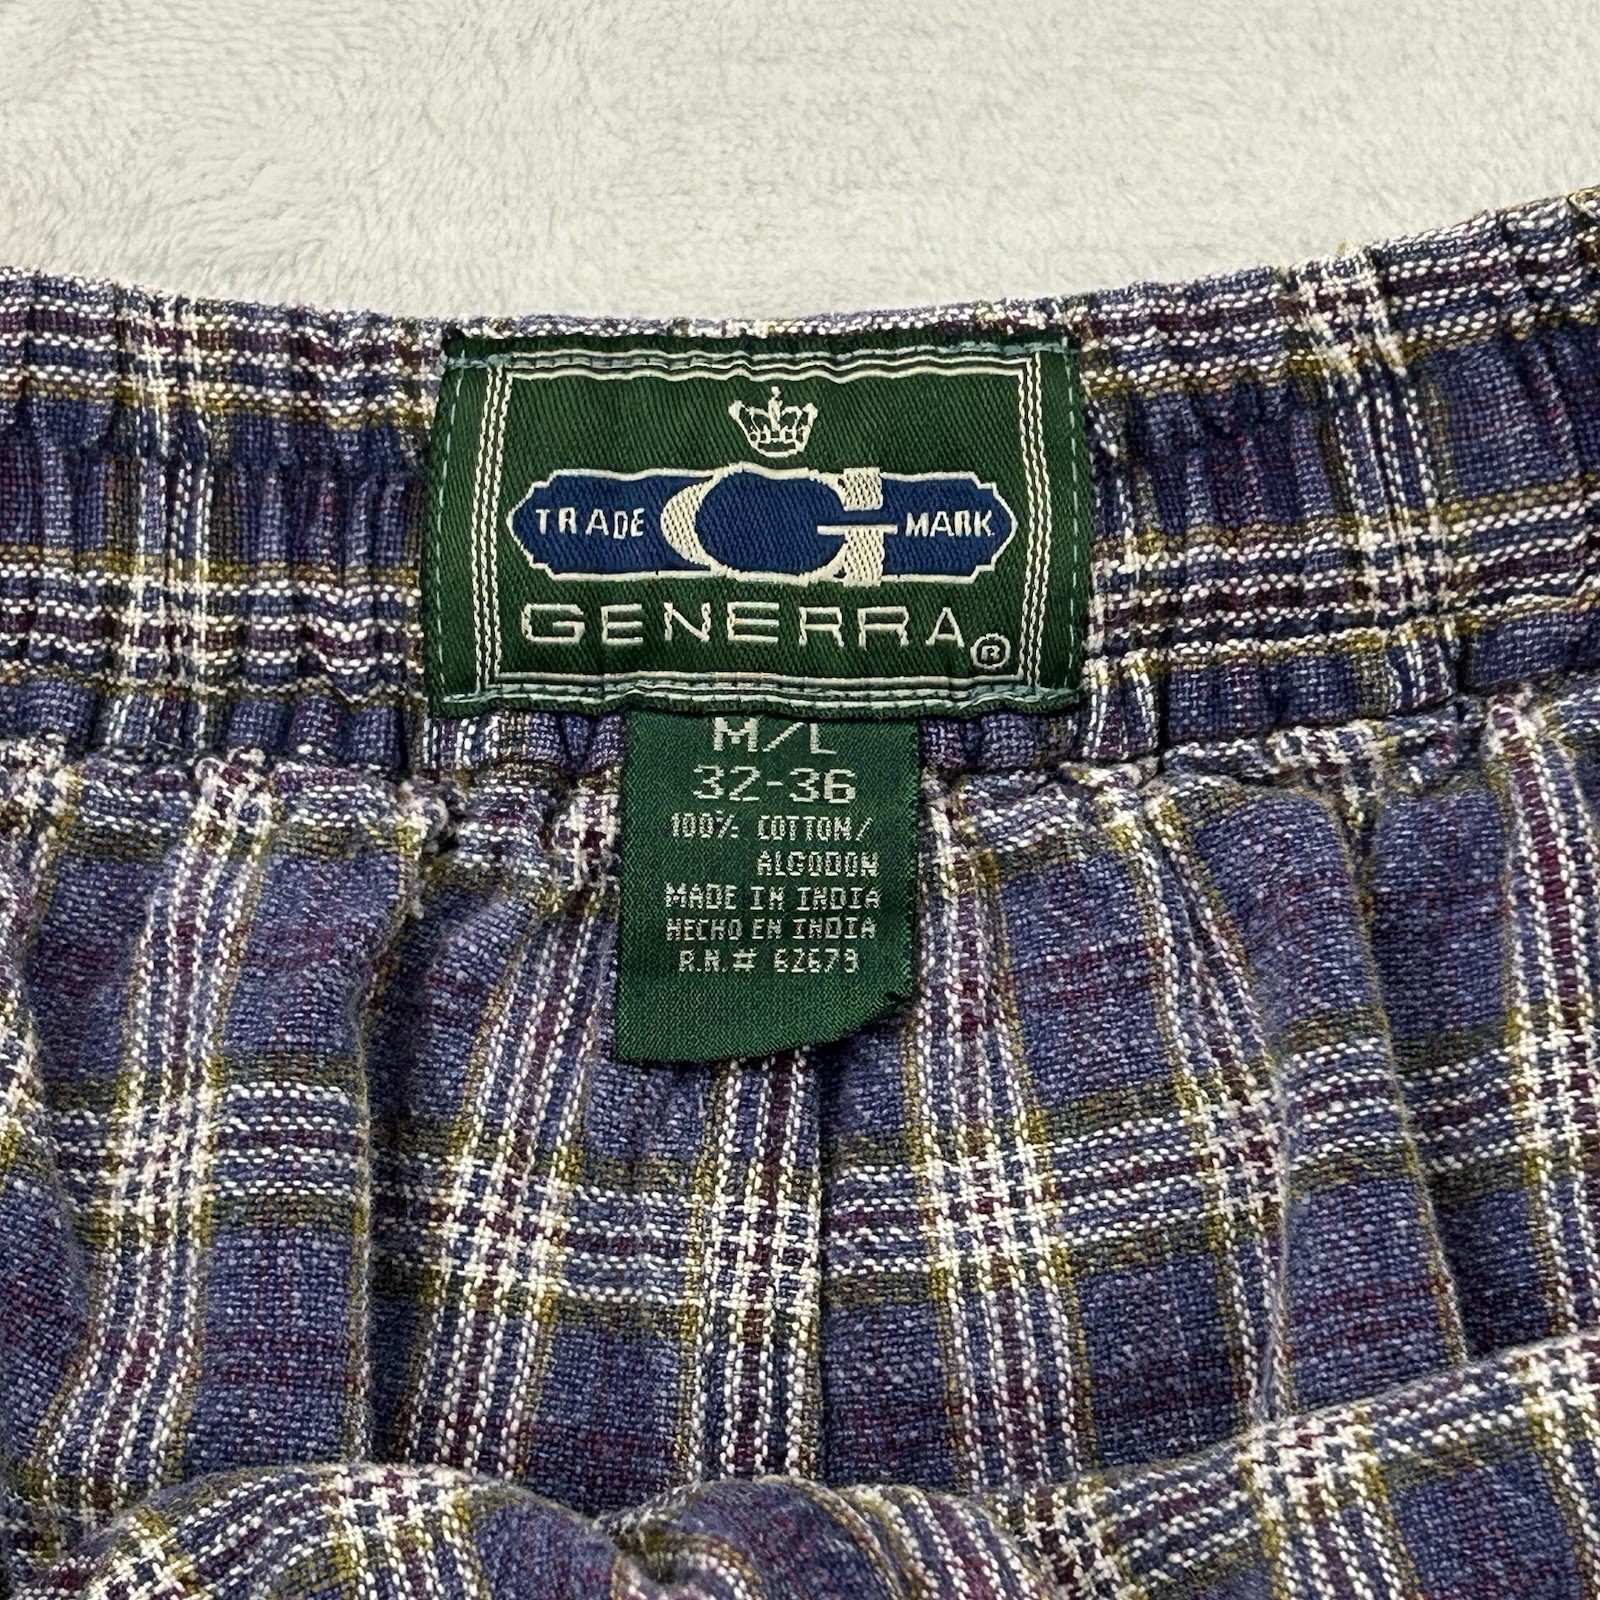 TRADE G MARK
GENERRA ®
M/L
32-36
100% COTTON/
ALGODON
MADE IN INDIA
HECHO EN INDIA
R.N.# 62679